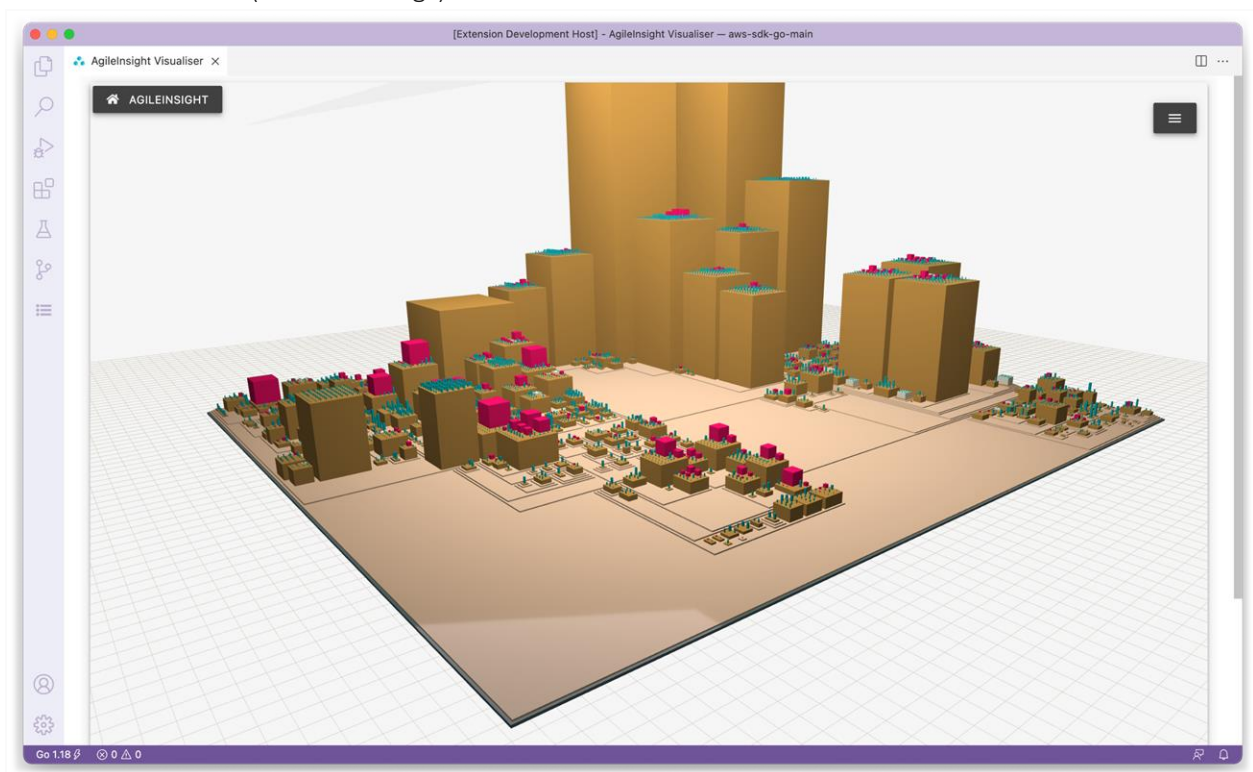 [Extension Development Host] - AgileInsight Visualiser — aws-sdk-go-main
AgileInsight Visualiser
AGILEINSIGHT
Go 1.18
0 0